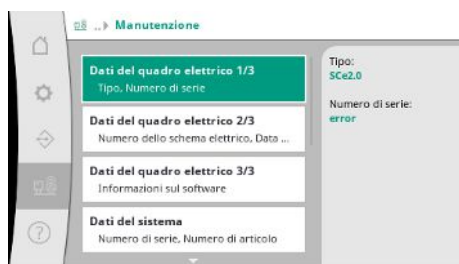 ..▸ Manutenzione
Dati del quadro elettrico 1/3
Tipo, Numero di serie
Dati del quadro elettrico 2/3
Numero dello schema elettrico, Data ...
Dati del quadro elettrico 3/3
Informazioni sul software
Dati del sistema
Numero di serie, Numero di articolo
Tipo:
SCe2.0
Numero di serie:
error